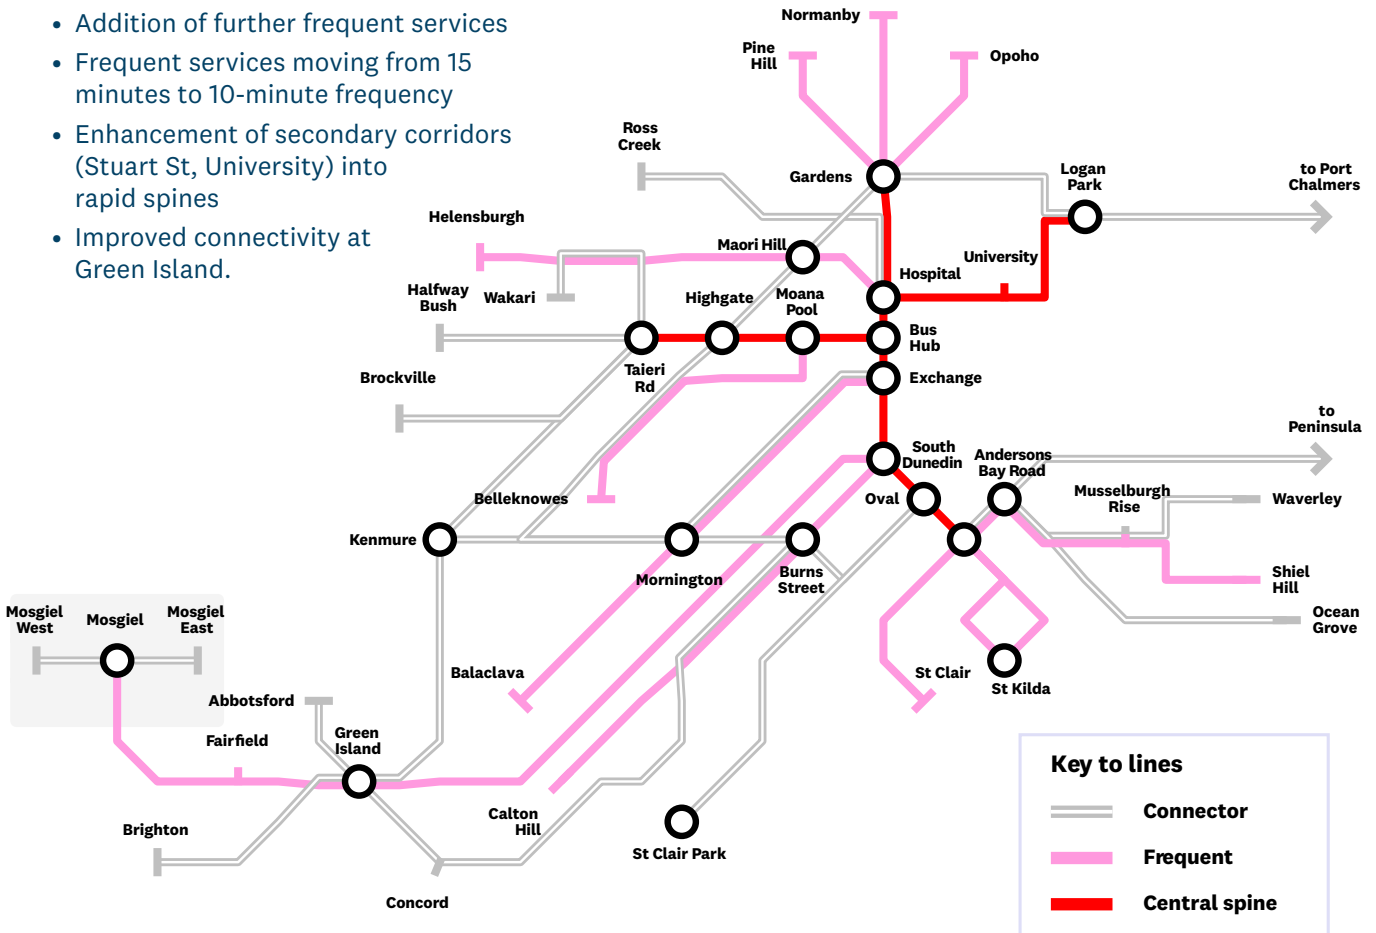 • Addition of further frequent services
• Frequent services moving from 15
minutes to 10-minute frequency
• Enhancement of secondary corridors
(Stuart St, University) into
rapid spines
• Improved connectivity at
Green Island.
Normanby
Pine
Hill
Opoho
Ross
Creek
Gardens
Logan
Park
to Port
Chalmers
Helensburgh
Maori Hill
University
Hospital
Halfway
Bush
Wakari
Highgate
Moana
Pool
Bus
Hub
Taieri
Rd
Brockville
Exchange
to
Peninsula
South
Dunedin
Andersons
Bay Road
Belleknowes
Oval
Musselburgh
Rise
Waverley
Kenmure
Mornington
Burns
Street
Shiel
Hill
Ocean
Grove
Mosgiel
West
Mosgiel
Mosgiel
East
Balaclava
St Clair
St Kilda
Abbotsford
Fairfield
Green
Island
Calton
Hill
Brighton
St Clair Park
Concord
Key to lines
Connector
Frequent
Central spine